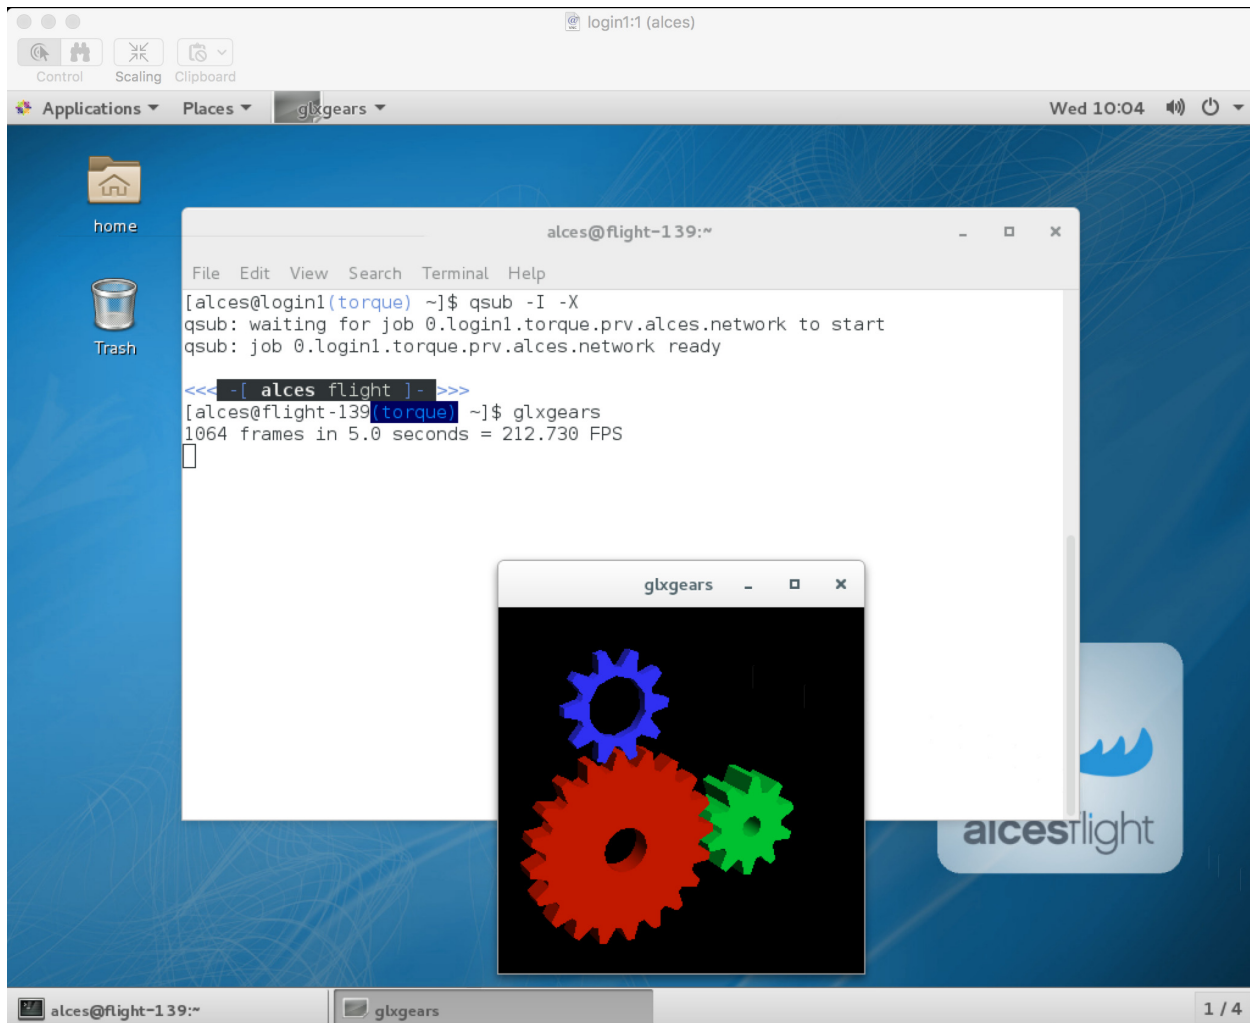 login1:1 (alces)
Control Scaling Clipboard
Applications Places glxgears Wed 10:04
home
Trash
alces@flight-139:~
File Edit View Search Terminal Help
[alces@login1(torque) ~]$ qsub -I -X
qsub: waiting for job 0.login1.torque.prv.alces.network to start
qsub: job 0.login1.torque.prv.alces.network ready
<<< -[ alces flight ]- >>>
[alces@flight-139(torque) ~]$ glxgears
1064 frames in 5.0 seconds = 212.730 FPS
glxgears
alcesflight
alces@flight-139:~ glxgears 1 / 4